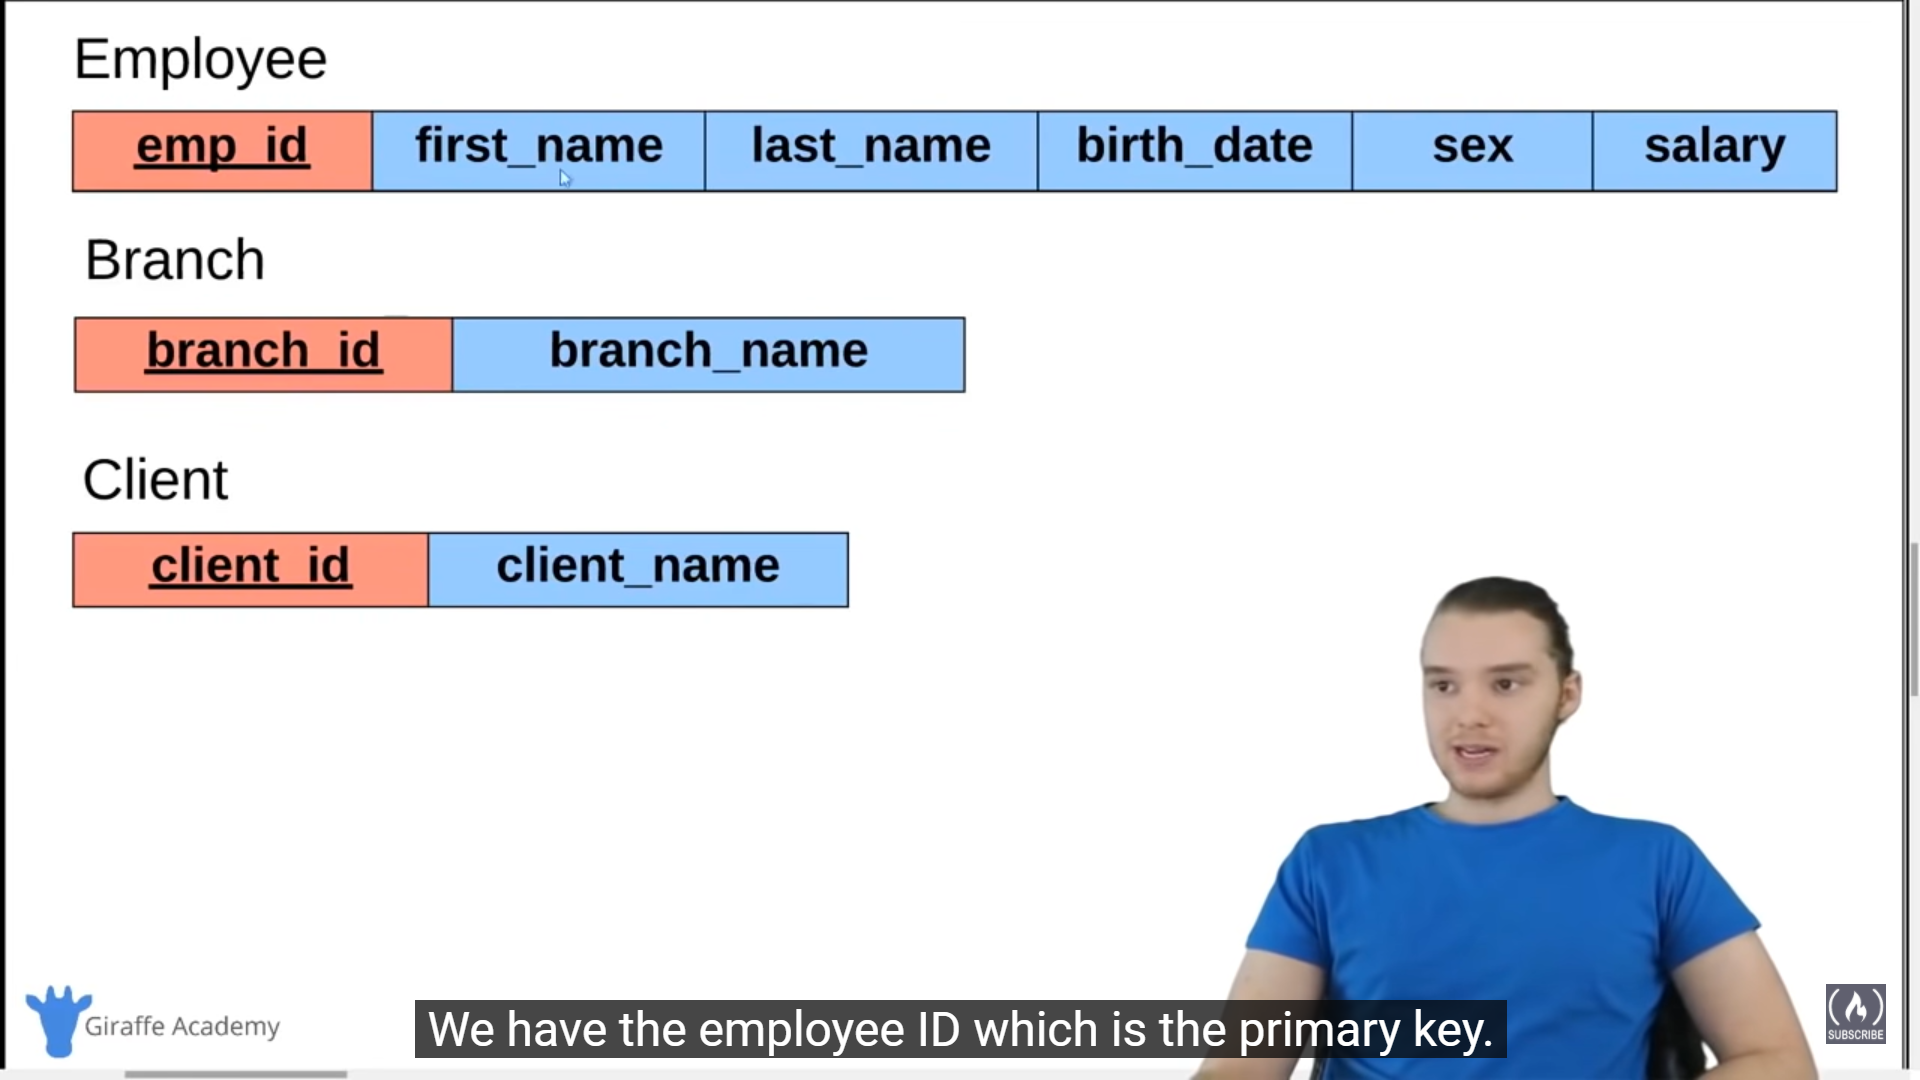 Employee
emp_id first_name last_name birth_date sex salary
Branch
branch_id branch_name
Client
client_id client_name
Giraffe Academy
We have the employee ID which is the primary key.
SUBSCRIBE